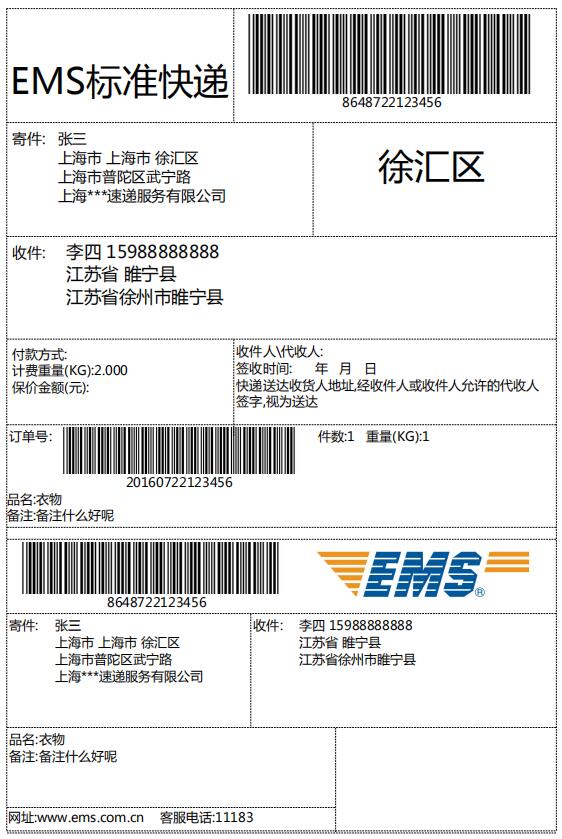 EMS标准快递
8648722123456
寄件: 张三
上海市 上海市 徐汇区
上海市普陀区武宁路
上海***速递服务有限公司
徐汇区
收件: 李四 15988888888
江苏省 睢宁县
江苏省徐州市睢宁县
付款方式:
计费重量(KG):2.000
保价金额(元):
收件人\代收人:
签收时间: 年 月 日
快递送达收货人地址,经收件人或收件人允许的代收人
签字,视为送达
订单号:
20160722123456
件数:1 重量(KG):1
品名:衣物
备注:备注什么好呢
8648722123456
EMS®
寄件: 张三
上海市 上海市 徐汇区
上海市普陀区武宁路
上海***速递服务有限公司
收件: 李四 15988888888
江苏省 睢宁县
江苏省徐州市睢宁县
品名:衣物
备注:备注什么好呢
网址:www.ems.com.cn 客服电话:11183